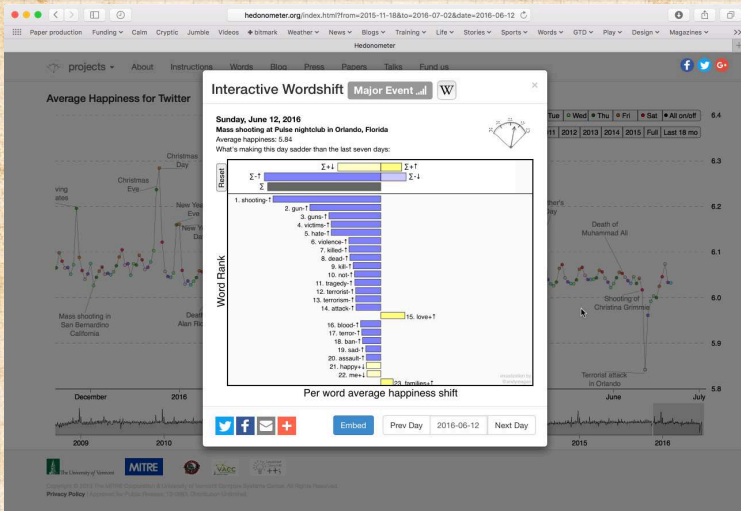 hedonometer.org/index.html?from=2015-11-18&to=2016-07-02&date=2016-06-12
Paper production Funding Calm Cryptic Jumble Videos bitmark Weather News Blogs Training Life Stories Sports Words GTD Play Design Magazines
Hedonometer
projects About Instructions Words Blog Press Papers Talks Fund us
Average Happiness for Twitter
Tue Wed Thu Fri Sat All on/off
2012 2013 2014 2015 Full Last 18 mo
6.4
6.3
6.2
6.1
6.0
5.9
5.8
Christmas
Day
Christmas
Eve
Mass shooting in
San Bernardino
California
Death of
Muhammad Ali
Shooting of
Christina Grimmie
Terrorist attack
in Orlando
December 2016 June July
2009 2010 2015 2016
Interactive Wordshift Major Event W ×
Sunday, June 12, 2016
Mass shooting at Pulse nightclub in Orlando, Florida
Average happiness: 5.84
What's making this day sadder than the last seven days:
Reset
Σ+↓ Σ+↑
Σ-↑ Σ-↓
Σ
Word Rank
1. shooting-↑
2. gun-↑
3. guns-↑
4. victims-↑
5. hate-↑
6. violence-↑
7. killed-↑
8. dead-↑
9. kill-↑
10. not-↑
11. tragedy-↑
12. terrorist-↑
13. terrorism-↑
14. attack-↑
15. love+↑
16. blood-↑
17. terror-↑
18. ban-↑
19. sad-↑
20. assault-↑
21. happy+↓
22. me+↓
23. families+↑
Per word average happiness shift
Embed Prev Day 2016-06-12 Next Day
The University of Vermont MITRE VACC
Privacy Policy